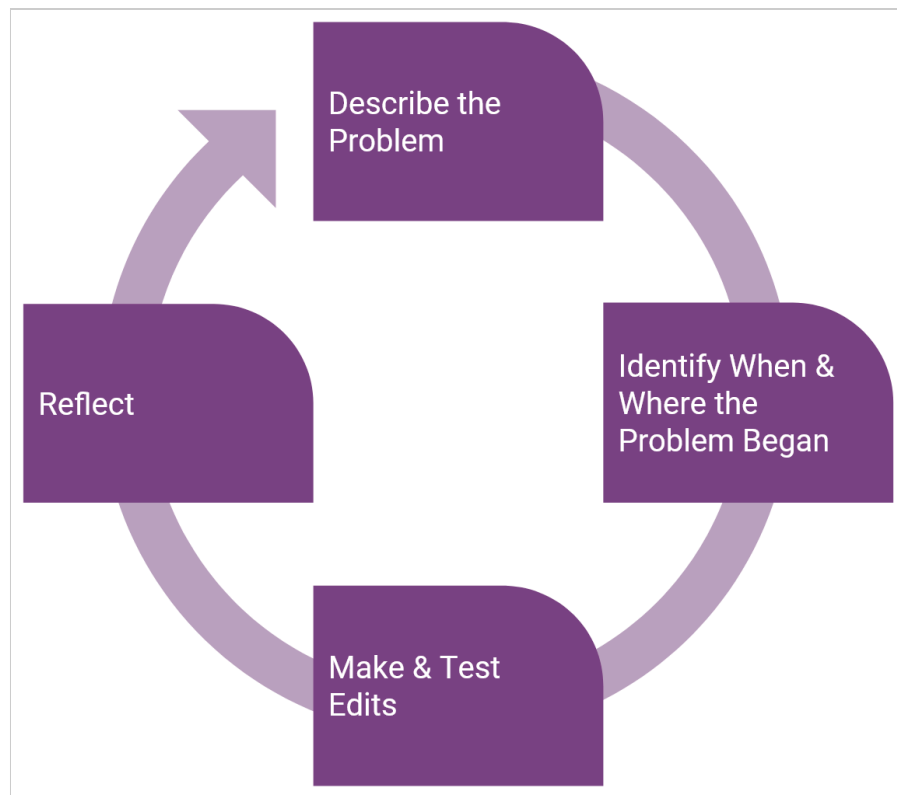 Describe the
Problem
Identify When &
Where the
Problem Began
Make & Test
Edits
Reflect